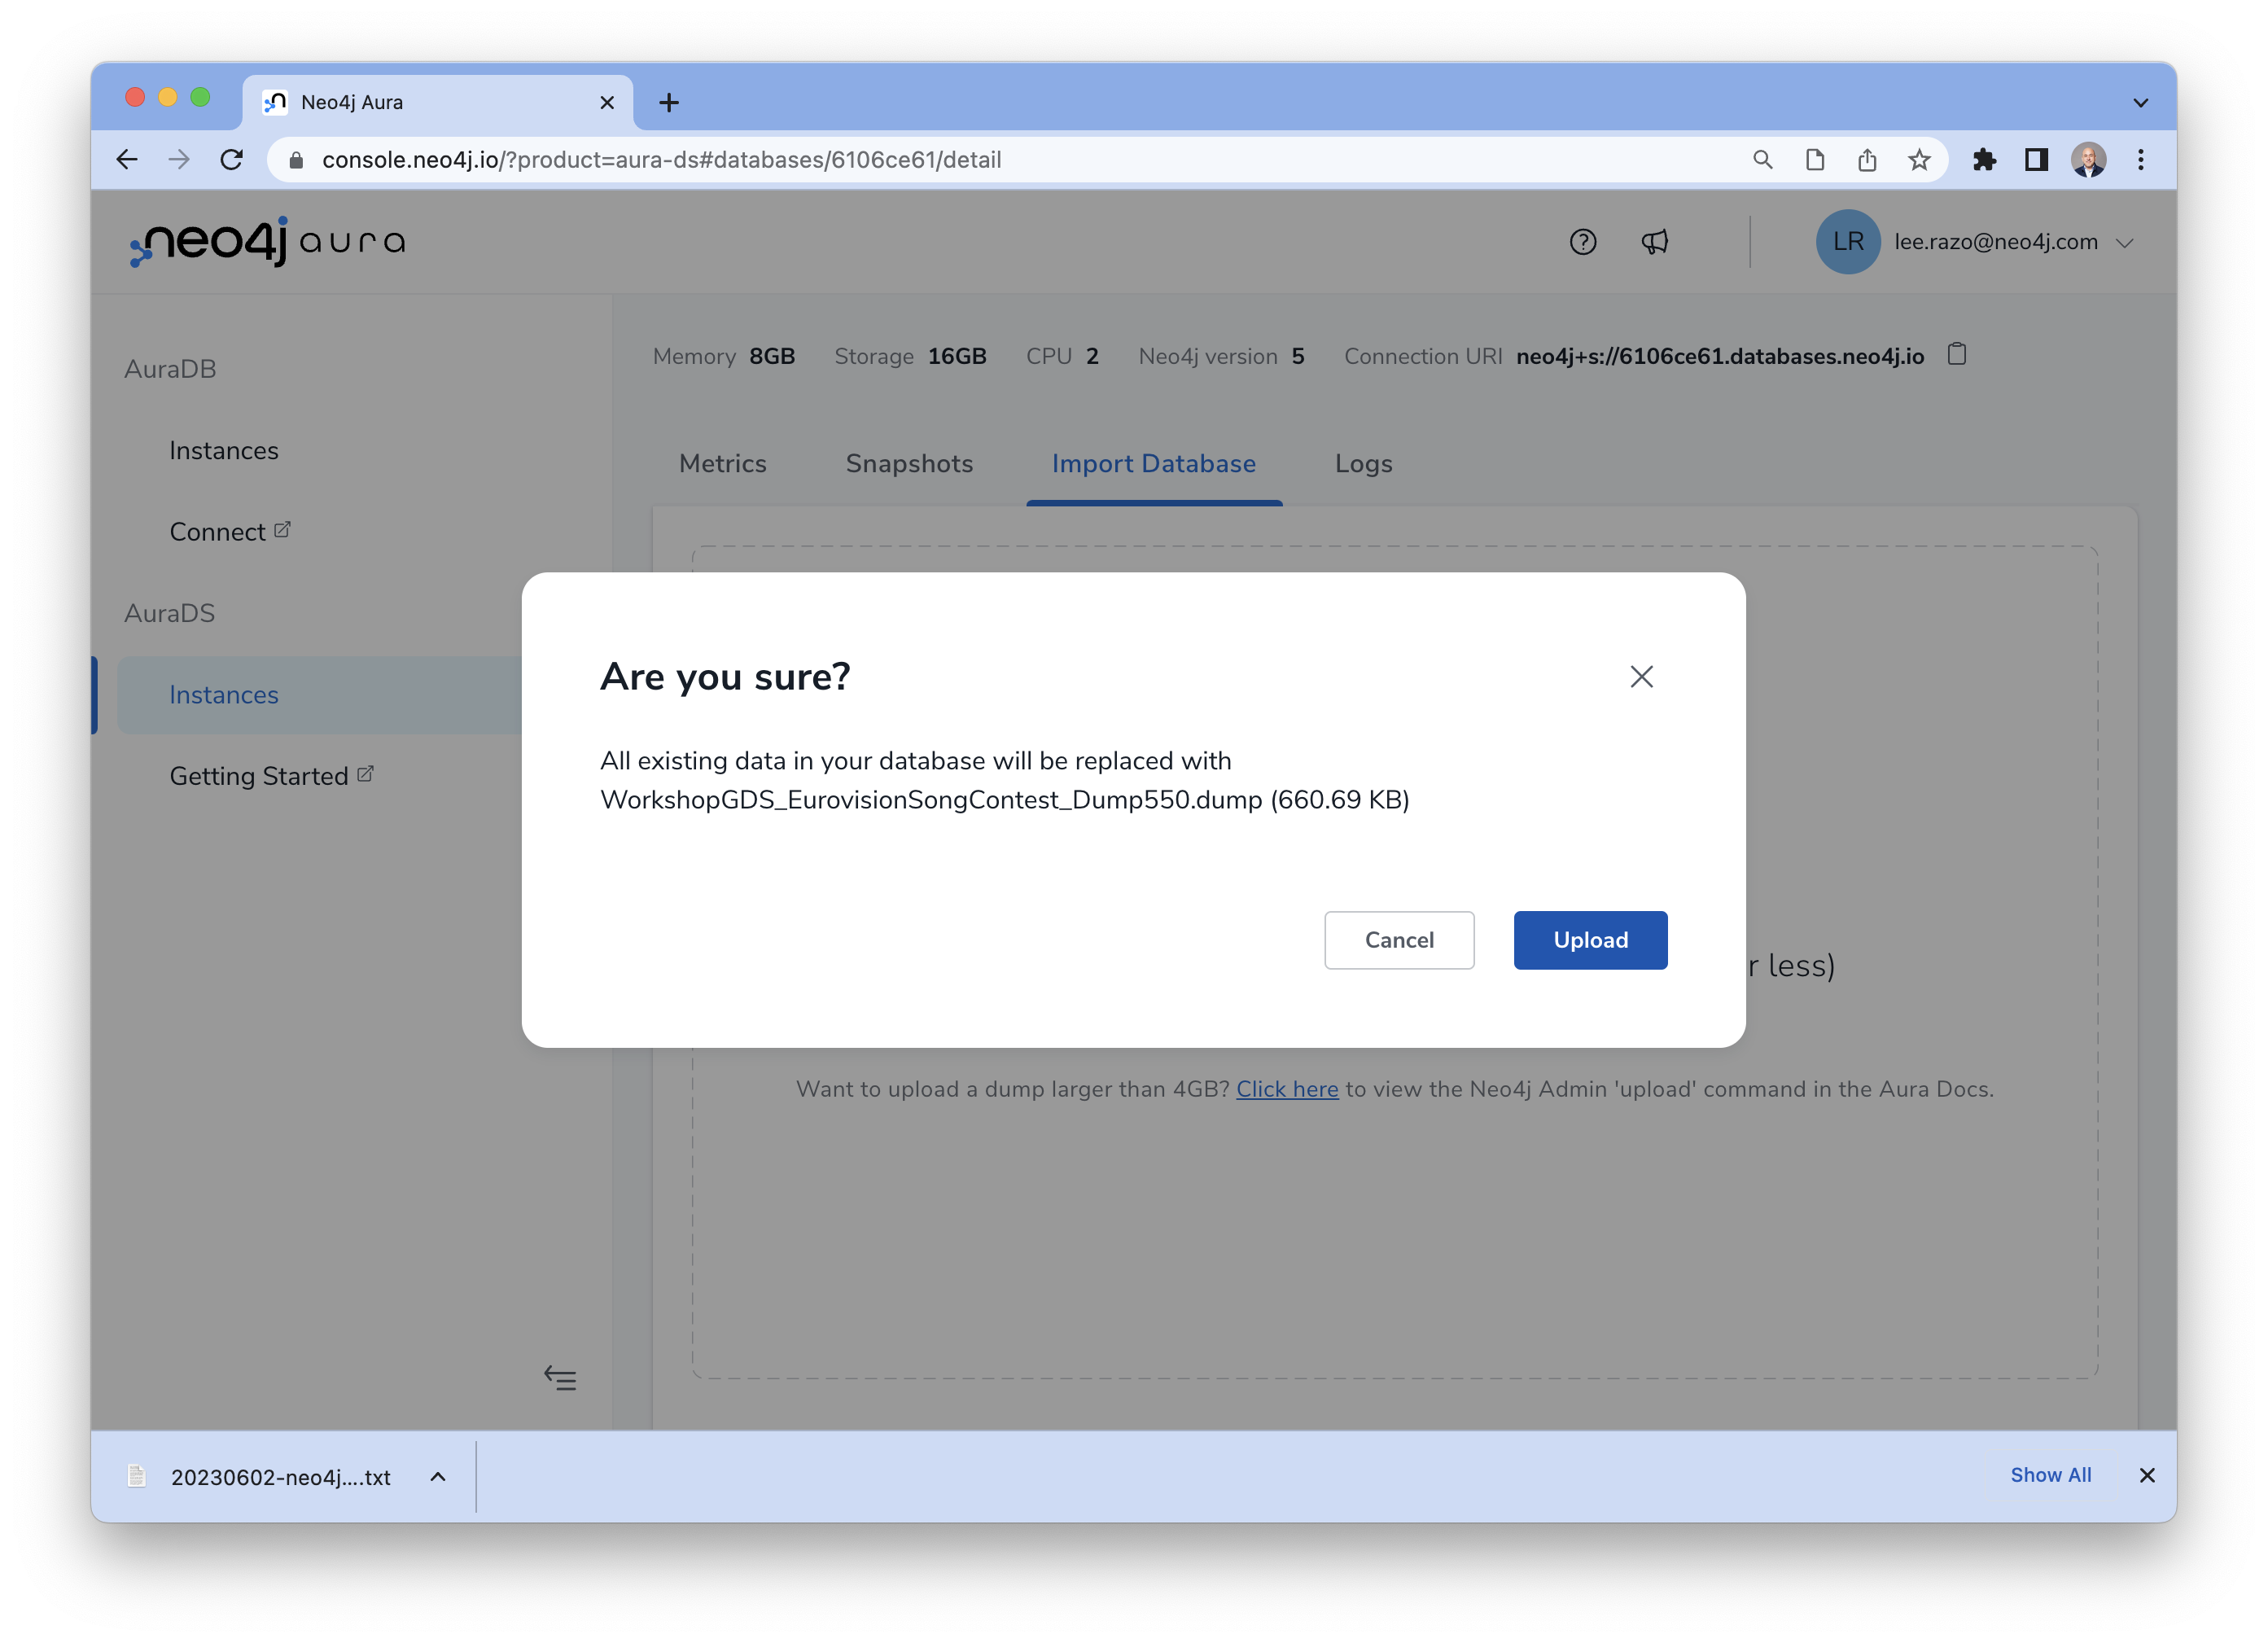 Neo4j Aura
console.neo4j.io/?product=aura-ds#databases/6106ce61/detail
neo4j aura
LR lee.razo@neo4j.com
AuraDB
Instances
Connect
AuraDS
Instances
Getting Started
Memory 8GB Storage 16GB CPU 2 Neo4j version 5 Connection URI neo4j+s://6106ce61.databases.neo4j.io
Metrics Snapshots Import Database Logs
Are you sure?
All existing data in your database will be replaced with
WorkshopGDS_EurovisionSongContest_Dump550.dump (660.69 KB)
Cancel Upload
r less)
Want to upload a dump larger than 4GB? Click here to view the Neo4j Admin 'upload' command in the Aura Docs.
20230602-neo4j....txt
Show All